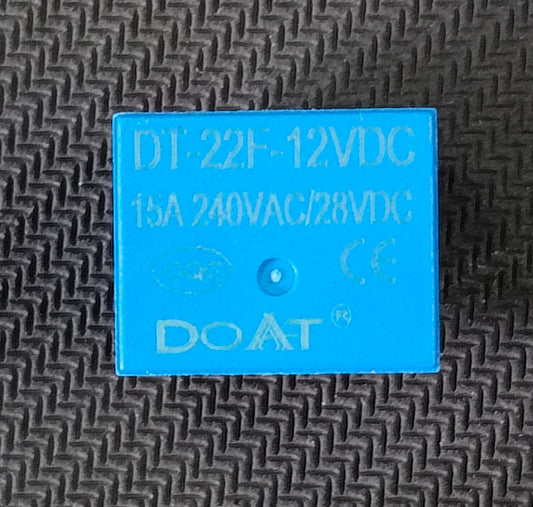 DT-22F-12VDC
15A 240VAC/28VDC
CE
DOAT®